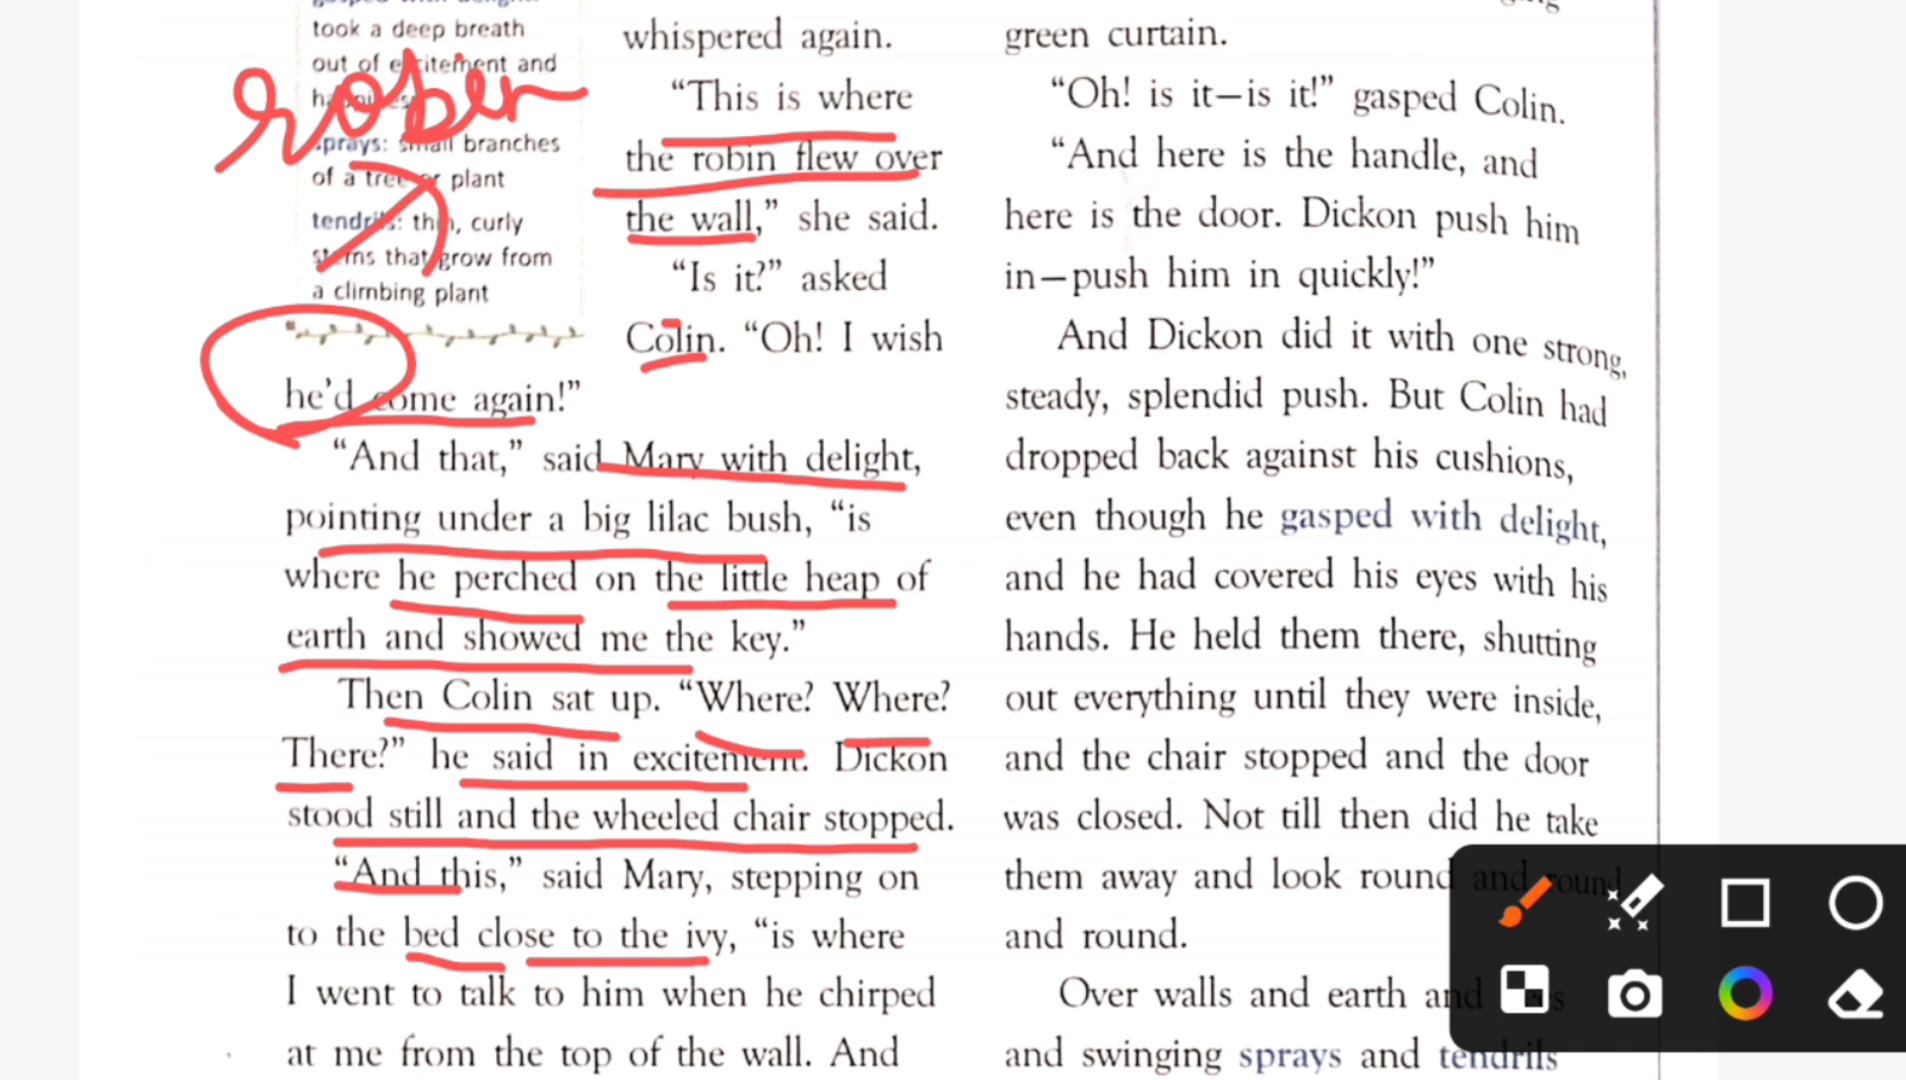 took a deep breath
out of excitement and
happiness
sprays: small branches
of a tree or plant
tendrils: thin, curly
stems that grow from
a climbing plant
robin
whispered again.
“This is where
the robin flew over
the wall,” she said.
“Is it?” asked
Colin. “Oh! I wish
he’d come again!”
“And that,” said Mary with delight,
pointing under a big lilac bush, “is
where he perched on the little heap of
earth and showed me the key.”
Then Colin sat up. “Where? Where?
There?” he said in excitement. Dickon
stood still and the wheeled chair stopped.
“And this,” said Mary, stepping on
to the bed close to the ivy, “is where
I went to talk to him when he chirped
at me from the top of the wall. And
green curtain.
“Oh! is it—is it!” gasped Colin.
“And here is the handle, and
here is the door. Dickon push him
in—push him in quickly!”
And Dickon did it with one strong,
steady, splendid push. But Colin had
dropped back against his cushions,
even though he gasped with delight,
and he had covered his eyes with his
hands. He held them there, shutting
out everything until they were inside,
and the chair stopped and the door
was closed. Not till then did he take
them away and look round and round
and round.
Over walls and earth and
and swinging sprays and tendrils